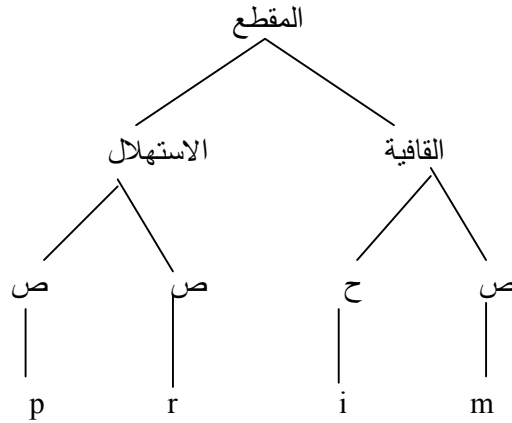 المقطع
القافية الاستهلال
ص ح ص ص
p r i m